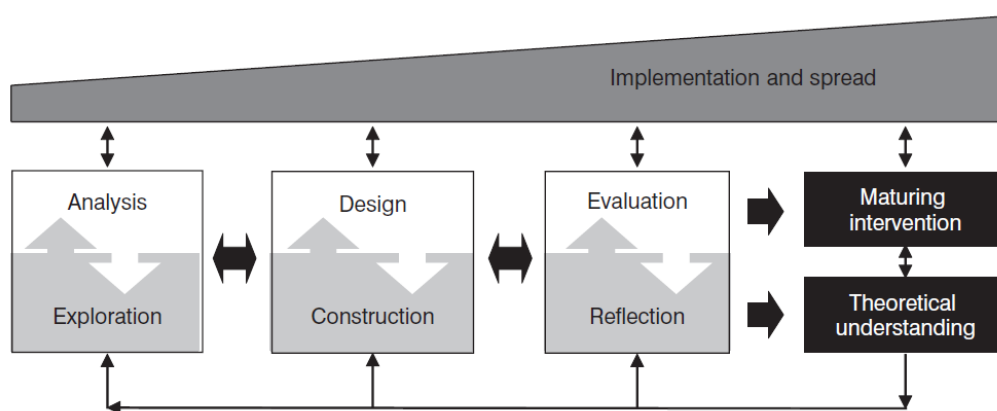 Implementation and spread
Analysis
Exploration
Design
Construction
Evaluation
Reflection
Maturing
intervention
Theoretical
understanding